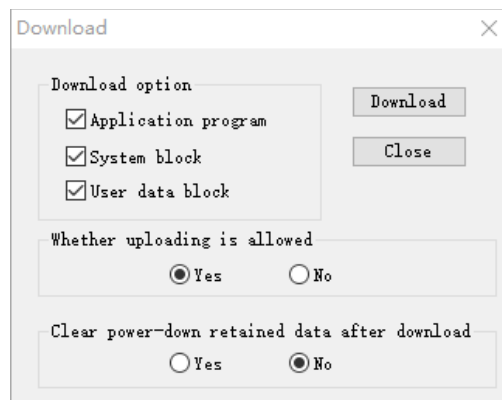 Download
Download option
Application program
System block
User data block
Download
Close
Whether uploading is allowed
Yes No
Clear power-down retained data after download
Yes No